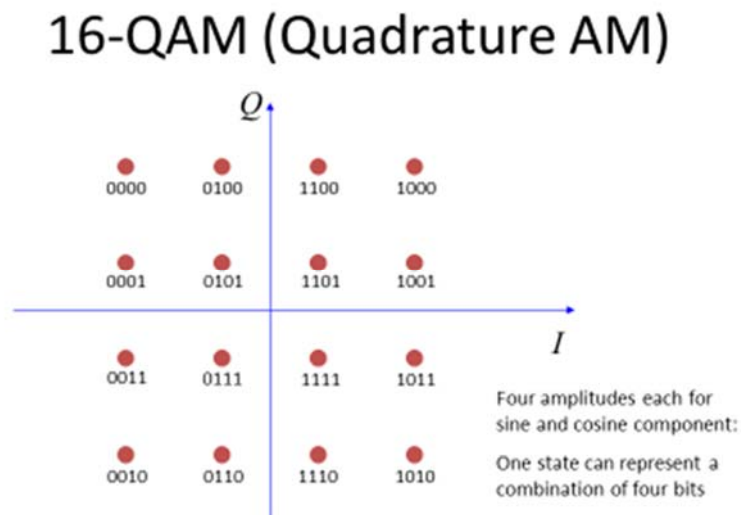 16-QAM (Quadrature AM)
Q
0000 0100 1100 1000
0001 0101 1101 1001
I
0011 0111 1111 1011
Four amplitudes each for
sine and cosine component:
One state can represent a
combination of four bits
0010 0110 1110 1010